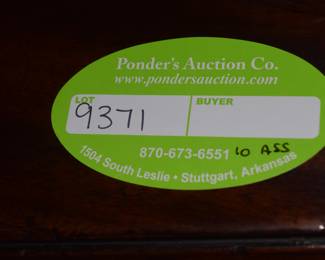 Ponder's Auction Co.
www.pondersauction.com
LOT BUYER
9371
870-673-6551 10 ASS
1504 South Leslie • Stuttgart, Arkansas